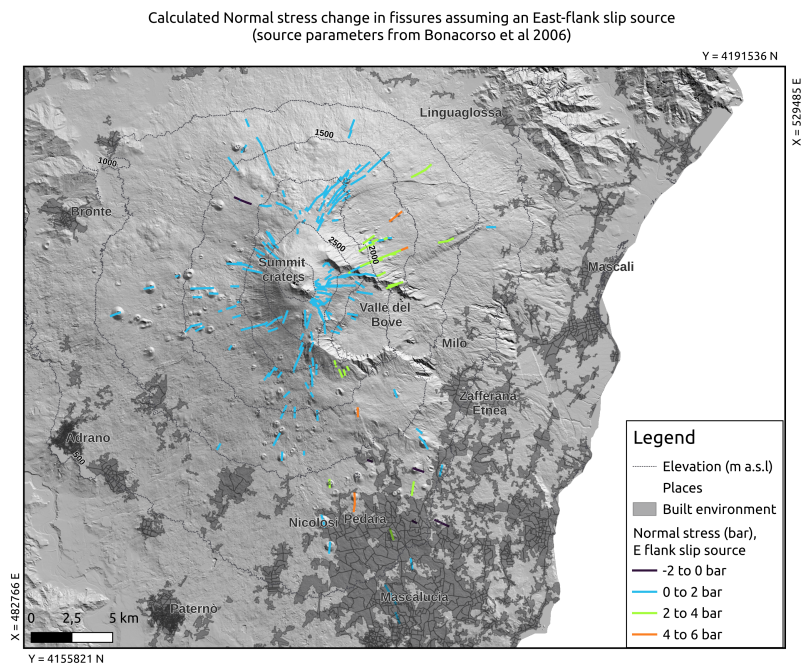 Calculated Normal stress change in fissures assuming an East-flank slip source
(source parameters from Bonacorso et al 2006)
Y = 4191536 N
X = 529485 E
Linguaglossa
1500
1000
Bronte
2500
2000
Summit
craters
Mascali
Valle del
Bove
Milo
Zafferana
Etnea
Adrano
500
Nicolosi
Pedara
Mascalucia
Paterno
Legend
Elevation (m a.s.l)
Places
Built environment
Normal stress (bar),
E flank slip source
-2 to 0 bar
0 to 2 bar
2 to 4 bar
4 to 6 bar
0 2,5 5 km
X = 482766 E
Y = 4155821 N